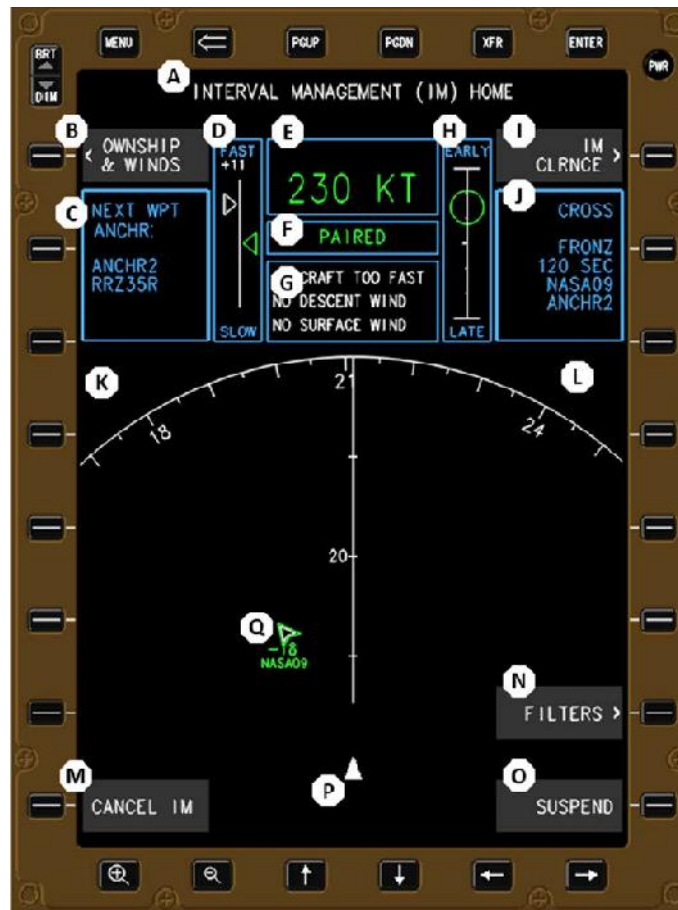 MENU
PGUP
PGDN
XFR
ENTER
BRT
DIM
PWR
A
INTERVAL MANAGEMENT (IM) HOME
B
< OWNSHIP
& WINDS
C
NEXT WPT
ANCHR:
ANCHR2
RRZ35R
D
FAST
+11
SLOW
E
230 KT
F
PAIRED
G
CRAFT TOO FAST
NO DESCENT WIND
NO SURFACE WIND
H
EARLY
LATE
I
IM >
CLRNCE
J
CROSS
FRONZ
120 SEC
NASA09
ANCHR2
K
L
18
21
24
20
Q
-18
NASA09
N
FILTERS >
M
CANCEL IM
P
O
SUSPEND